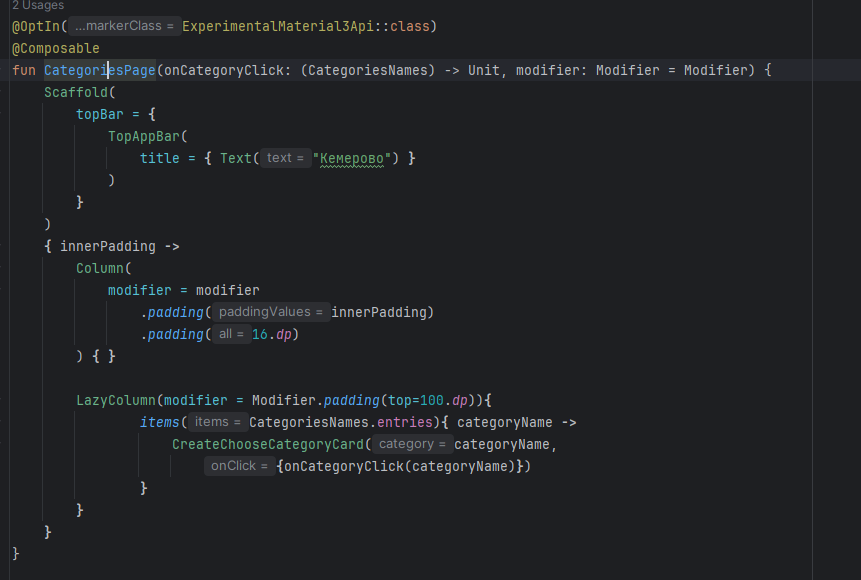 2 Usages
@OptIn( ...markerClass = ExperimentalMaterial3Api::class)
@Composable
fun CategoriesPage(onCategoryClick: (CategoriesNames) -> Unit, modifier: Modifier = Modifier) {
    Scaffold(
        topBar = {
            TopAppBar(
                title = { Text( text = "Кемерово") }
            )
        }
    )
    { innerPadding ->
        Column(
            modifier = modifier
                .padding( paddingValues = innerPadding)
                .padding( all = 16.dp)
        ) { }

        LazyColumn(modifier = Modifier.padding(top=100.dp)){
                items( items = CategoriesNames.entries){ categoryName ->
                    CreateChooseCategoryCard( category = categoryName,
                        onClick = {onCategoryClick(categoryName)})
                }
        }
    }
}